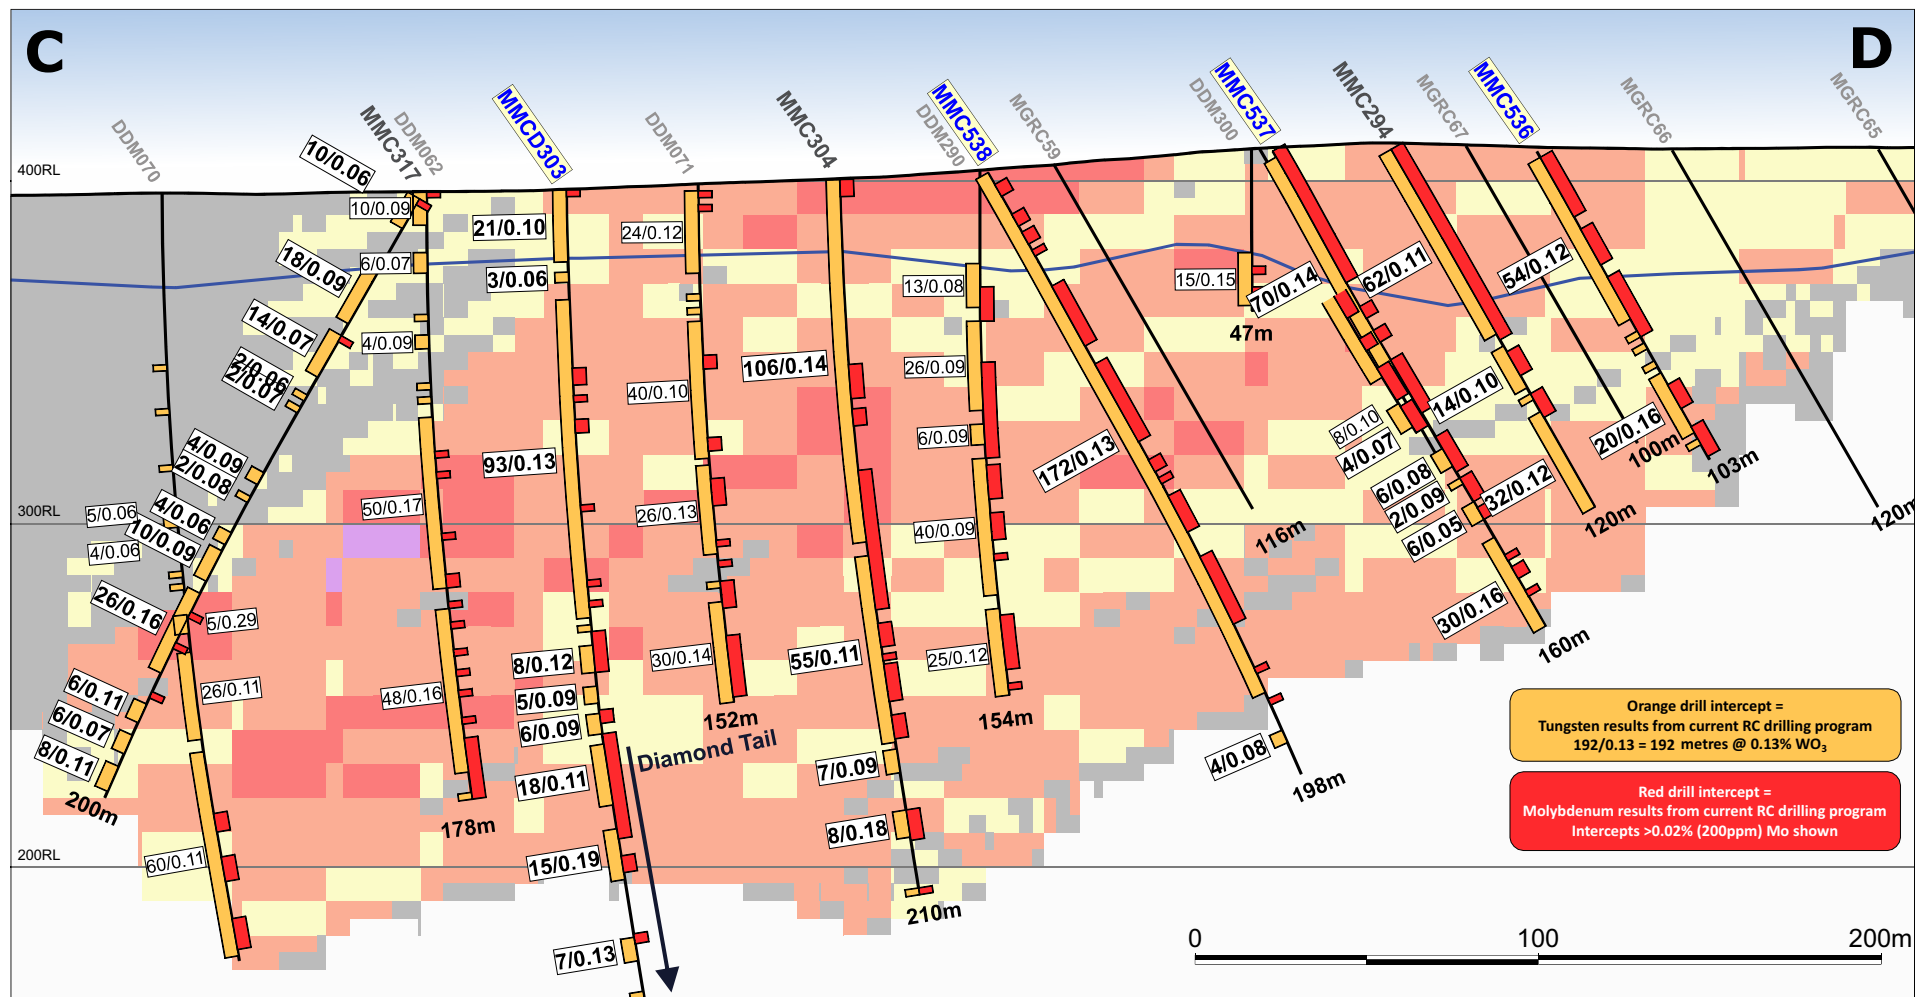 C
D
DDM070
MMC317
DDM062
MMCD303
DDM071
MMC304
DDM290
MMC538
MGRC59
DDM300
MMC537
MMC294
MGRC67
MMC536
MGRC66
MGRC65
400RL
300RL
200RL
10/0.06
10/0.09
18/0.09
6/0.07
14/0.07
4/0.09
2/0.06
2/0.07
4/0.09
2/0.08
5/0.06
4/0.06
4/0.06
10/0.09
26/0.16
5/0.29
6/0.11
26/0.11
6/0.07
8/0.11
200m
60/0.11
50/0.17
48/0.16
178m
21/0.10
3/0.06
93/0.13
8/0.12
5/0.09
6/0.09
18/0.11
15/0.19
7/0.13
Diamond Tail
24/0.12
40/0.10
26/0.13
30/0.14
152m
106/0.14
55/0.11
7/0.09
8/0.18
210m
13/0.08
26/0.09
6/0.09
40/0.09
25/0.12
154m
172/0.13
4/0.08
198m
116m
15/0.15
47m
70/0.14
62/0.11
8/0.10
4/0.07
14/0.10
6/0.08
2/0.09
6/0.05
32/0.12
30/0.16
160m
120m
54/0.12
20/0.16
100m
103m
120m
Orange drill intercept =
Tungsten results from current RC drilling program
192/0.13 = 192 metres @ 0.13% WO₃
Red drill intercept =
Molybdenum results from current RC drilling program
Intercepts >0.02% (200ppm) Mo shown
0 100 200m